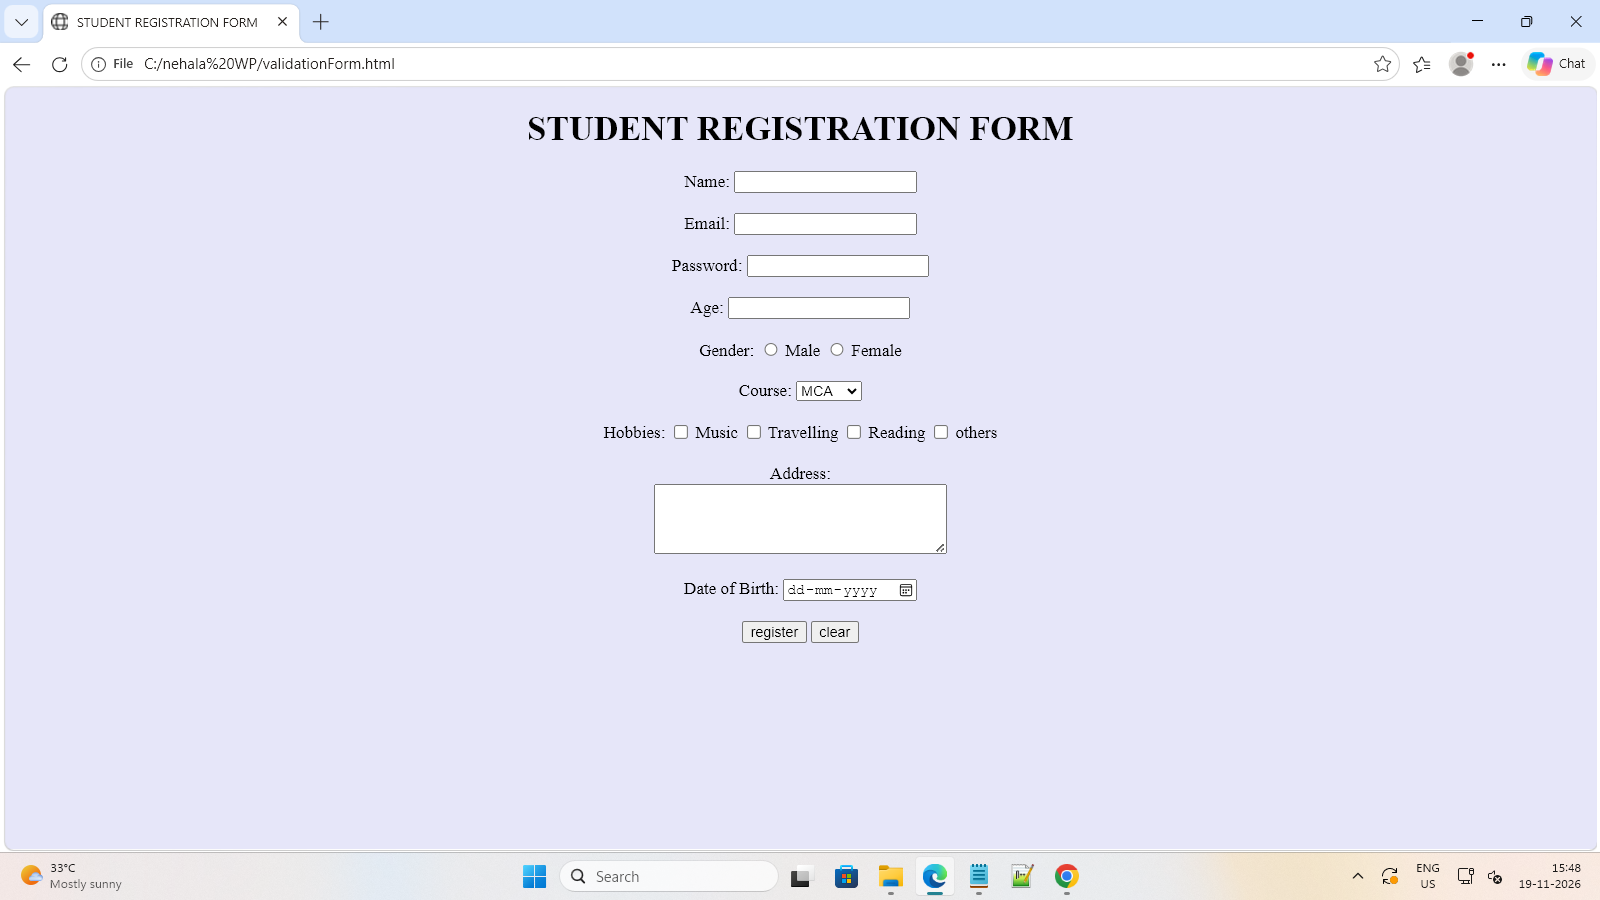 STUDENT REGISTRATION FORM
File C:/nehala%20WP/validationForm.html
Chat
STUDENT REGISTRATION FORM
Name:
Email:
Password:
Age:
Gender: Male Female
Course: MCA
Hobbies: Music Travelling Reading others
Address:
Date of Birth: dd-mm-yyyy
register clear
33°C
Mostly sunny
Search
ENG
US
15:48
19-11-2026